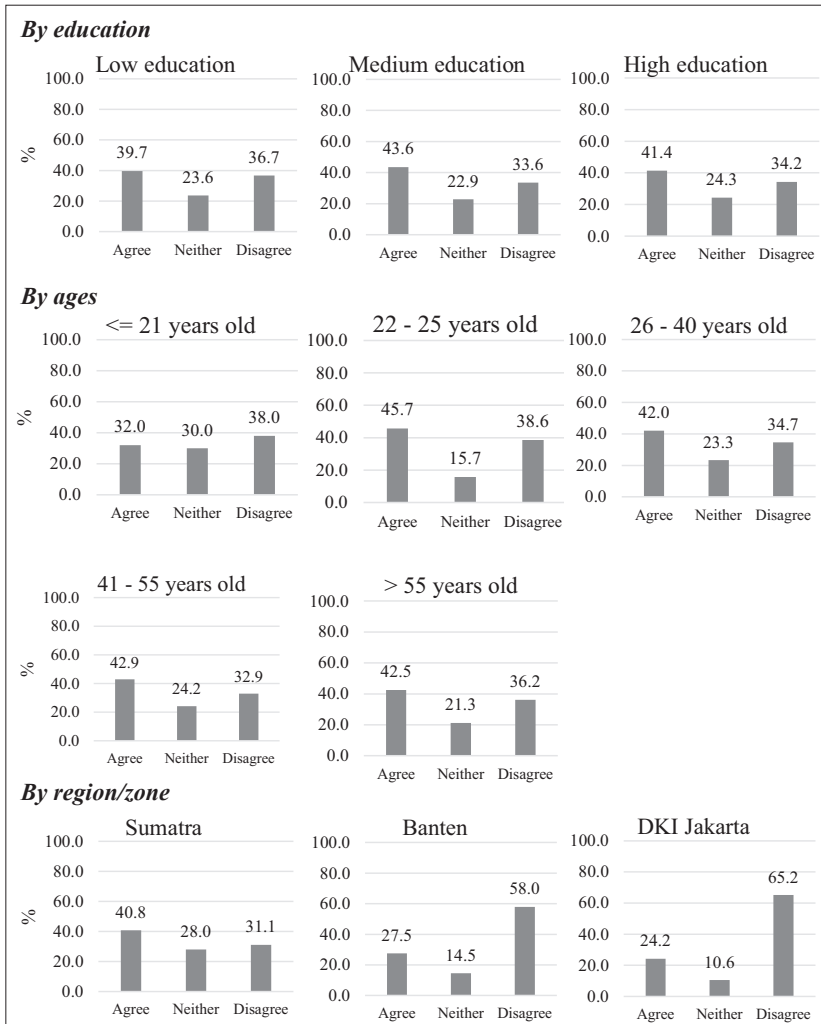 By education
Low education Medium education High education
100.0 100.0 100.0
80.0 80.0 80.0
60.0 60.0 60.0
% 40.0 39.7 23.6 36.7 40.0 43.6 22.9 33.6 40.0 41.4 24.3 34.2
20.0 20.0 20.0
0.0 0.0 0.0
Agree Neither Disagree Agree Neither Disagree Agree Neither Disagree
By ages
<= 21 years old 22 - 25 years old 26 - 40 years old
100.0 100.0 100.0
80.0 80.0 80.0
60.0 60.0 60.0
% 40.0 32.0 30.0 38.0 40.0 45.7 15.7 38.6 40.0 42.0 23.3 34.7
20.0 20.0 20.0
0.0 0.0 0.0
Agree Neither Disagree Agree Neither Disagree Agree Neither Disagree
41 - 55 years old > 55 years old
100.0 100.0
80.0 80.0
60.0 60.0
% 40.0 42.9 24.2 32.9 40.0 42.5 21.3 36.2
20.0 20.0
0.0 0.0
Agree Neither Disagree Agree Neither Disagree
By region/zone
Sumatra Banten DKI Jakarta
100.0 100.0 100.0
80.0 80.0 80.0
60.0 60.0 60.0
% 40.0 40.8 28.0 31.1 40.0 27.5 14.5 58.0 40.0 24.2 10.6 65.2
20.0 20.0 20.0
0.0 0.0 0.0
Agree Neither Disagree Agree Neither Disagree Agree Neither Disagree